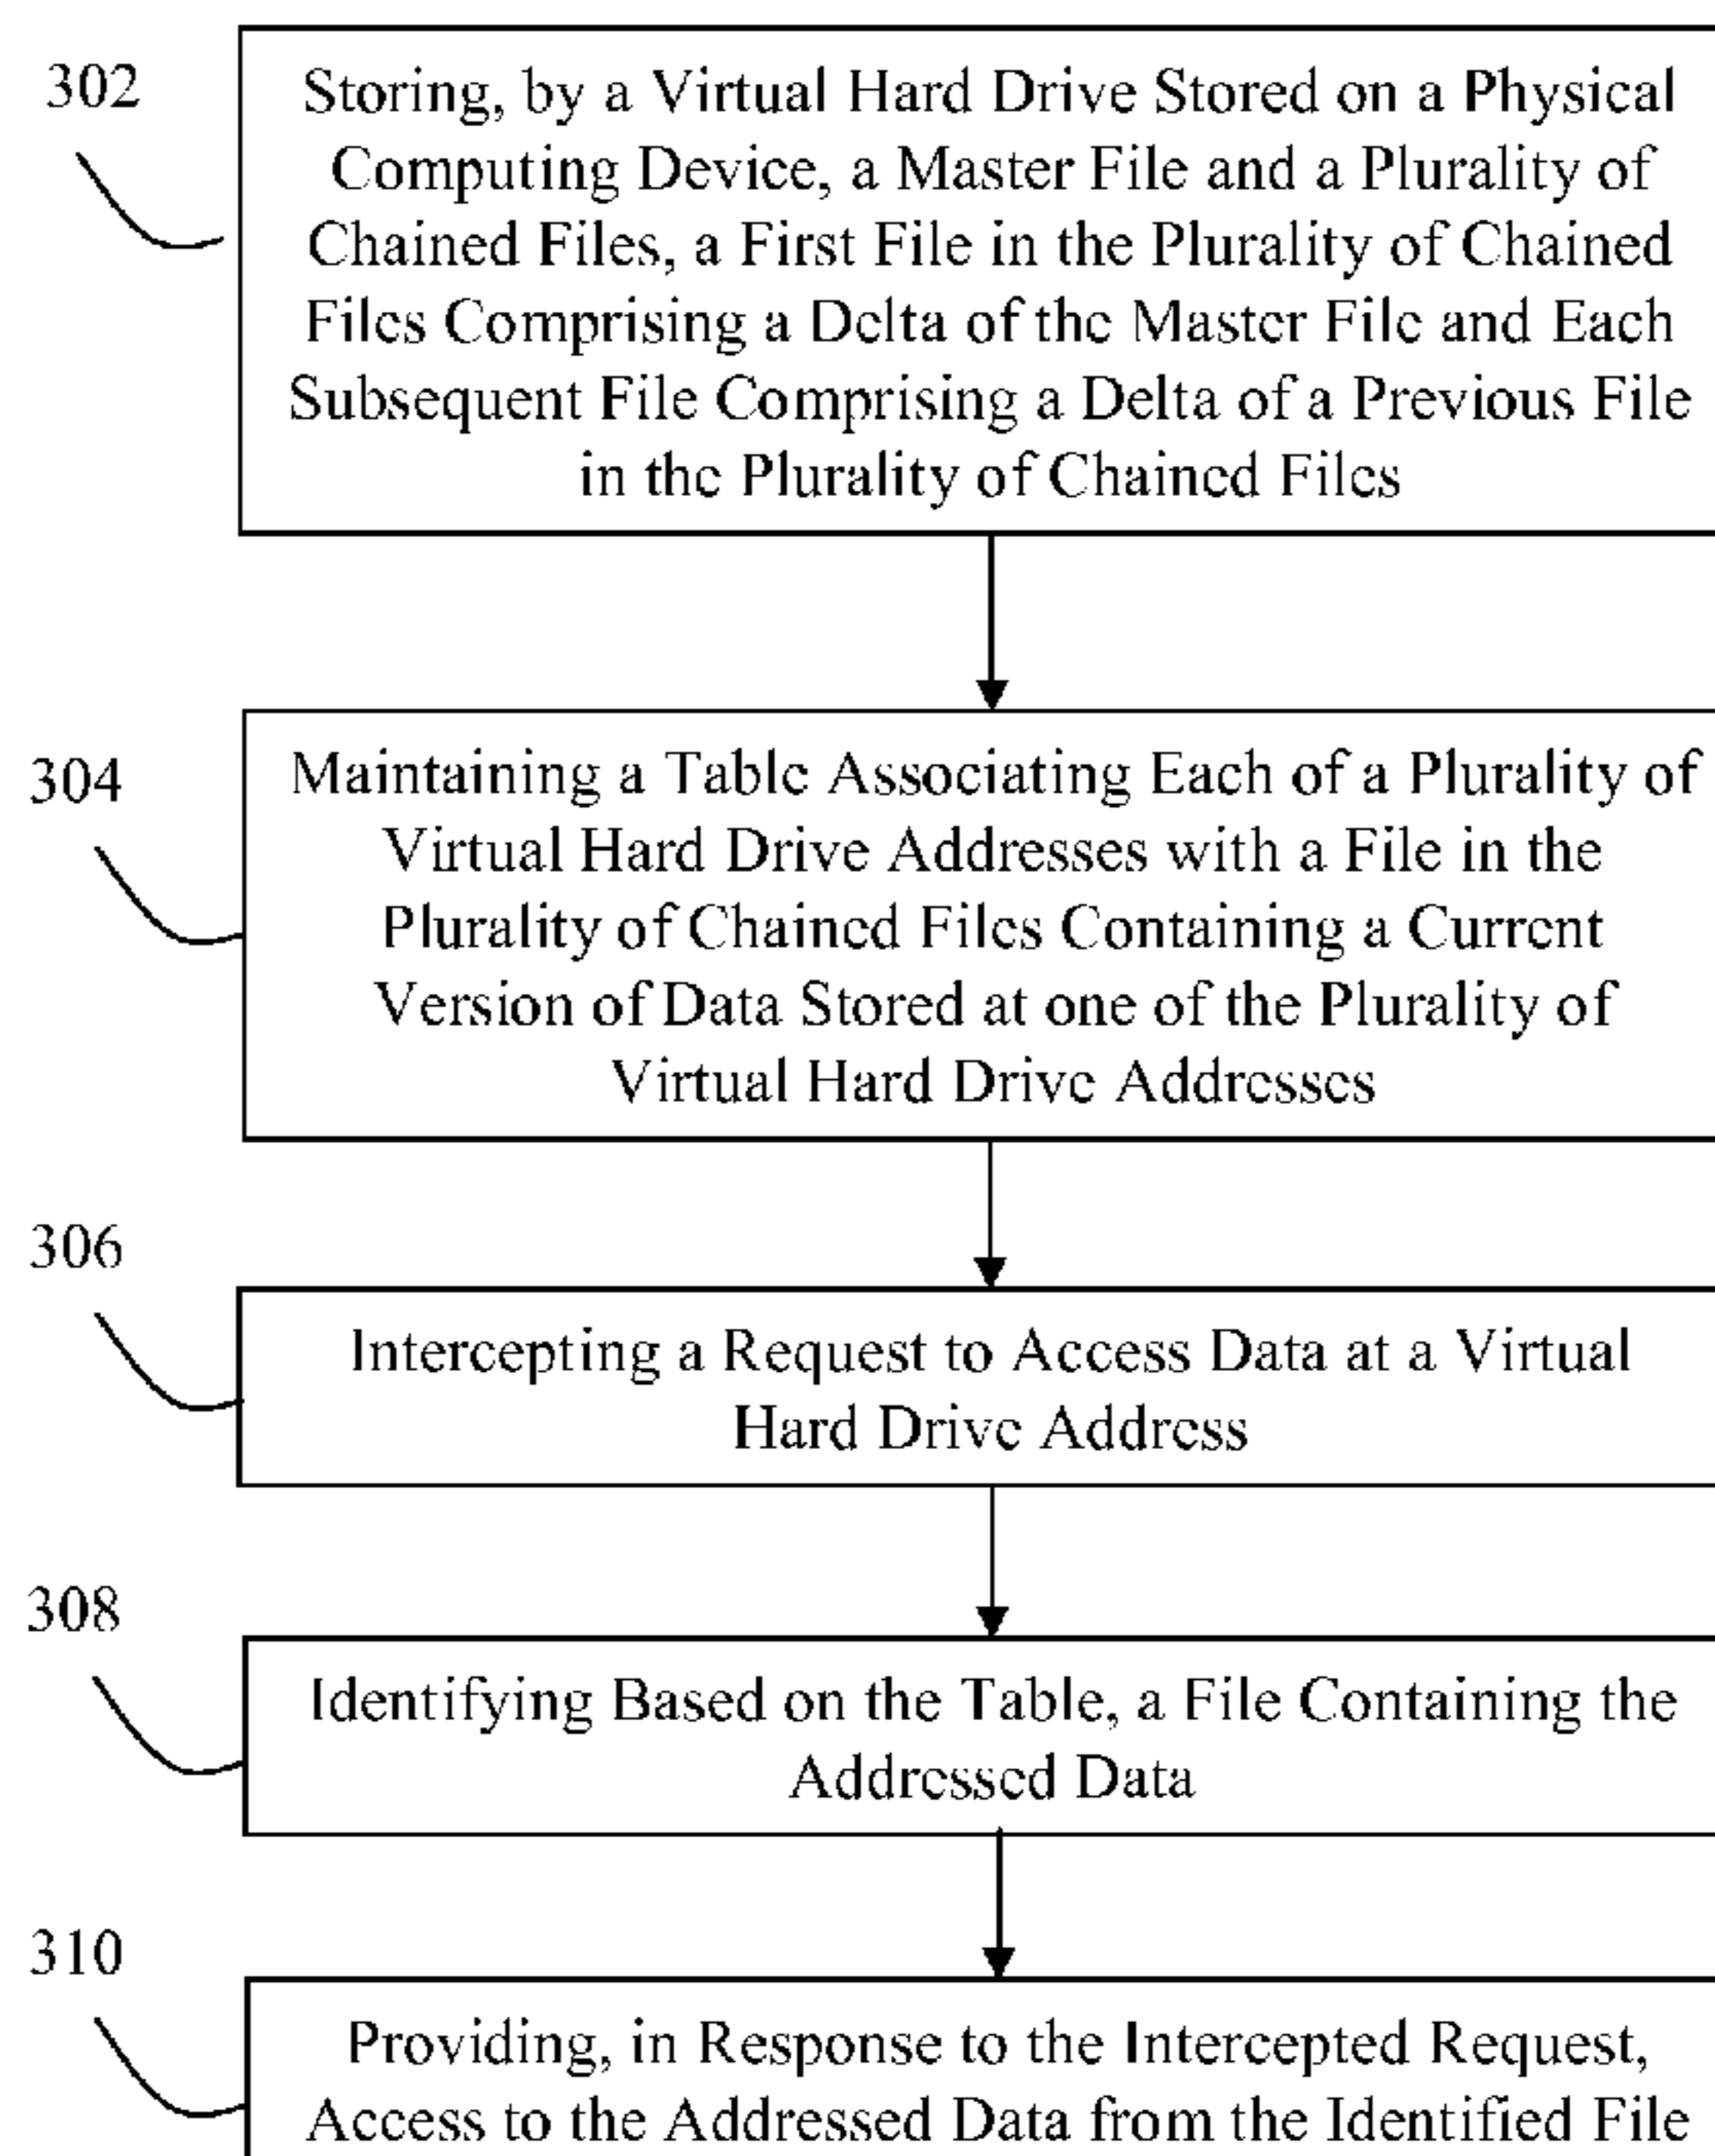 302
Storing, by a Virtual Hard Drive Stored on a Physical
Computing Device, a Master File and a Plurality of
Chained Files, a First File in the Plurality of Chained
Files Comprising a Delta of the Master File and Each
Subsequent File Comprising a Delta of a Previous File
in the Plurality of Chained Files
304
Maintaining a Table Associating Each of a Plurality of
Virtual Hard Drive Addresses with a File in the
Plurality of Chained Files Containing a Current
Version of Data Stored at one of the Plurality of
Virtual Hard Drive Addresses
306
Intercepting a Request to Access Data at a Virtual
Hard Drive Address
308
Identifying Based on the Table, a File Containing the
Addressed Data
310
Providing, in Response to the Intercepted Request,
Access to the Addressed Data from the Identified File